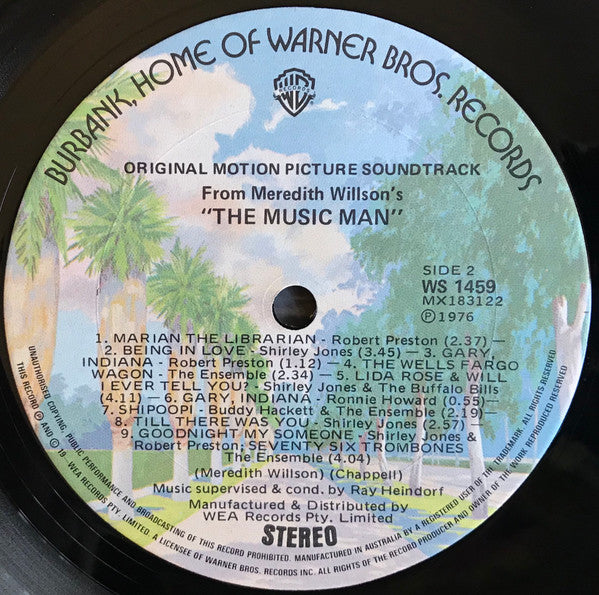 BURBANK, HOME OF WARNER BROS. RECORDS
RECORDS
ORIGINAL MOTION PICTURE SOUNDTRACK
From Meredith Willson's
"THE MUSIC MAN"
SIDE 2
WS 1459
MX183122
Ⓟ 1976
1. MARIAN THE LIBRARIAN - Robert Preston (2.37) —
2. BEING IN LOVE - Shirley Jones (3.45) — 3. GARY,
INDIANA - Robert Preston (1.12) — 4. THE WELLS FARGO
WAGON - The Ensemble (2.34) — 5. LIDA ROSE & WILL
I EVER TELL YOU? - Shirley Jones & The Buffalo Bills
(4.11) — 6. GARY, INDIANA - Ronnie Howard (0.55) —
7. SHIPOOPI - Buddy Hackett & The Ensemble (2.19) —
8. TILL THERE WAS YOU - Shirley Jones (2.57) —
9. GOODNIGHT MY SOMEONE - Shirley Jones &
Robert Preston; SEVENTY SIX TROMBONES
The Ensemble (4.04)
(Meredith Willson) (Chappell)
Music supervised & cond. by Ray Heindorf
Manufactured & Distributed by
WEA Records Pty. Limited
STEREO
UNAUTHORISED COPYING, PUBLIC PERFORMANCE AND BROADCASTING OF THIS RECORD PROHIBITED. MANUFACTURED IN AUSTRALIA BY A REGISTERED USER OF THE TRADEMARK. ALL RIGHTS RESERVED
THIS RECORD Ⓟ AND © 19 - WEA RECORDS PTY. LIMITED. A LICENSEE OF WARNER BROS. RECORDS INC. ALL RIGHTS OF THE RECORD PRODUCER AND OWNER OF THE WORK REPRODUCED RESERVED